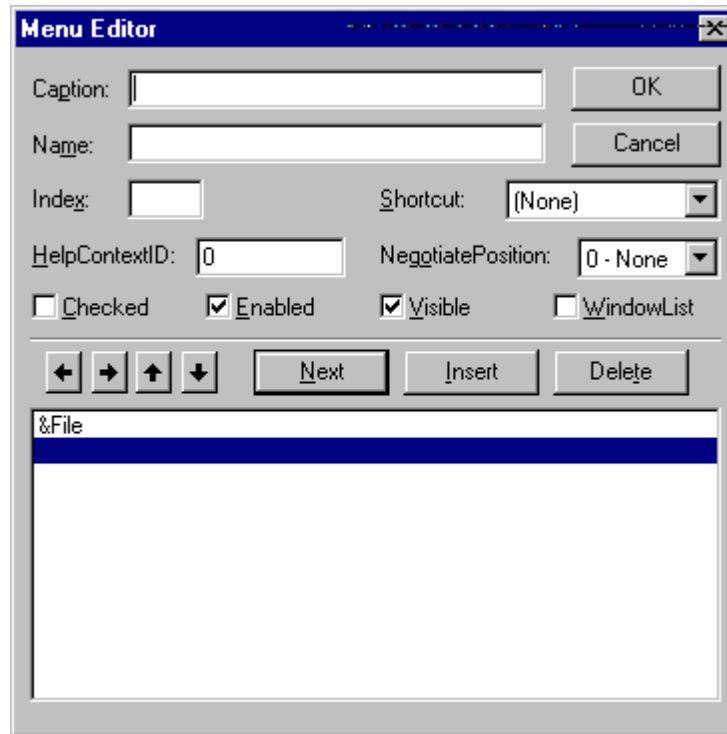 Menu Editor
Caption:
OK
Name:
Cancel
Index:
Shortcut:
(None)
HelpContextID:
0
NegotiatePosition:
0 - None
Checked
Enabled
Visible
WindowList
Next
Insert
Delete
&File